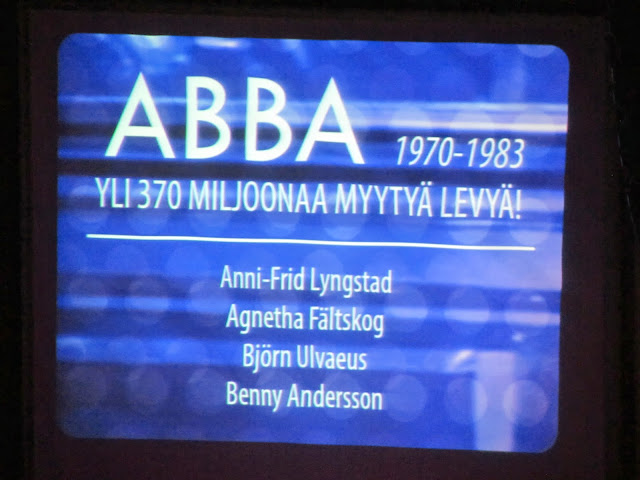 ABBA 1970-1983
YLI 370 MILJOONAA MYYTYÄ LEVYÄ!
Anni-Frid Lyngstad
Agnetha Fältskog
Björn Ulvaeus
Benny Andersson